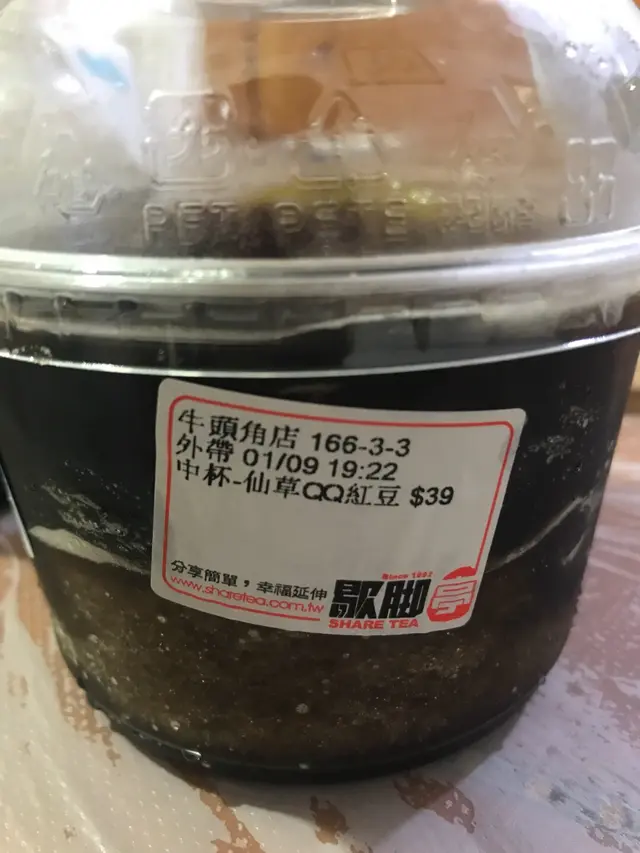 PET PETE
牛頭角店 166-3-3
外帶 01/09 19:22
中杯-仙草QQ紅豆 $39
分享簡單，幸福延伸
www.sharetea.com.tw
Since 1992
歇脚亭
SHARE TEA